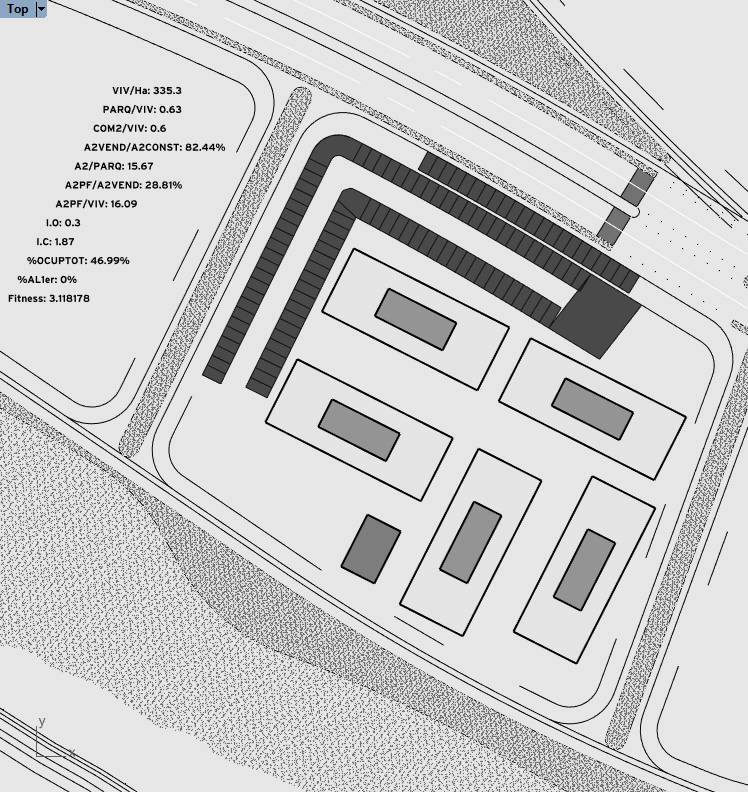 Top
VIV/Ha: 335.3
PARQ/VIV: 0.63
COM2/VIV: 0.6
A2VEND/A2CONST: 82.44%
A2/PARQ: 15.67
A2PF/A2VEND: 28.81%
A2PF/VIV: 16.09
I.O: 0.3
I.C: 1.87
%OCUPTOT: 46.99%
%AL1er: 0%
Fitness: 3.118178
y
x